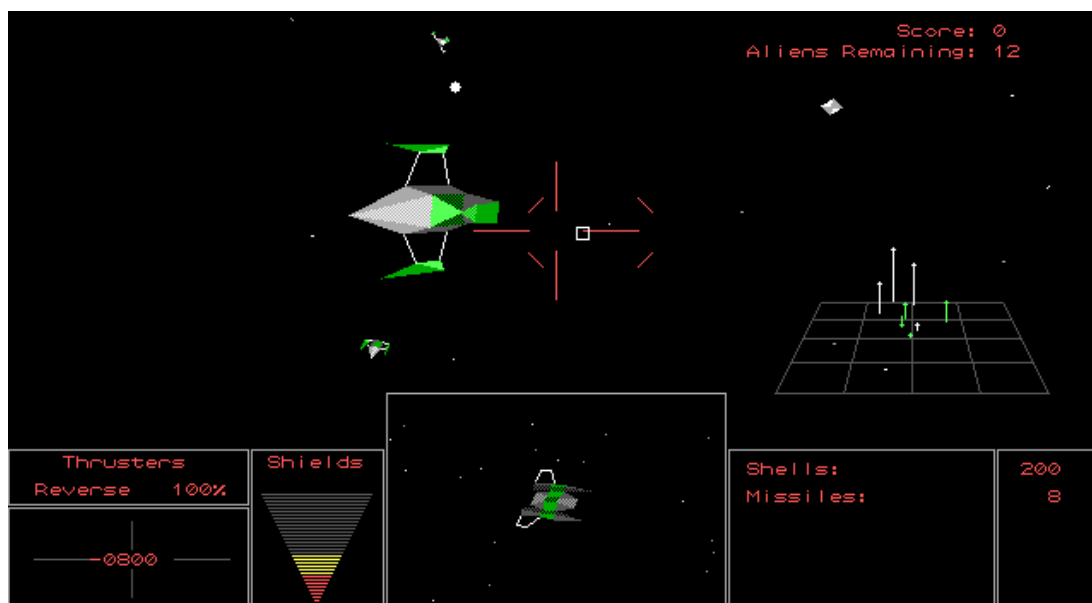 Score: 0
Aliens Remaining: 12
Thrusters
Reverse 100%
-0800
Shields
Shells: 200
Missiles: 8